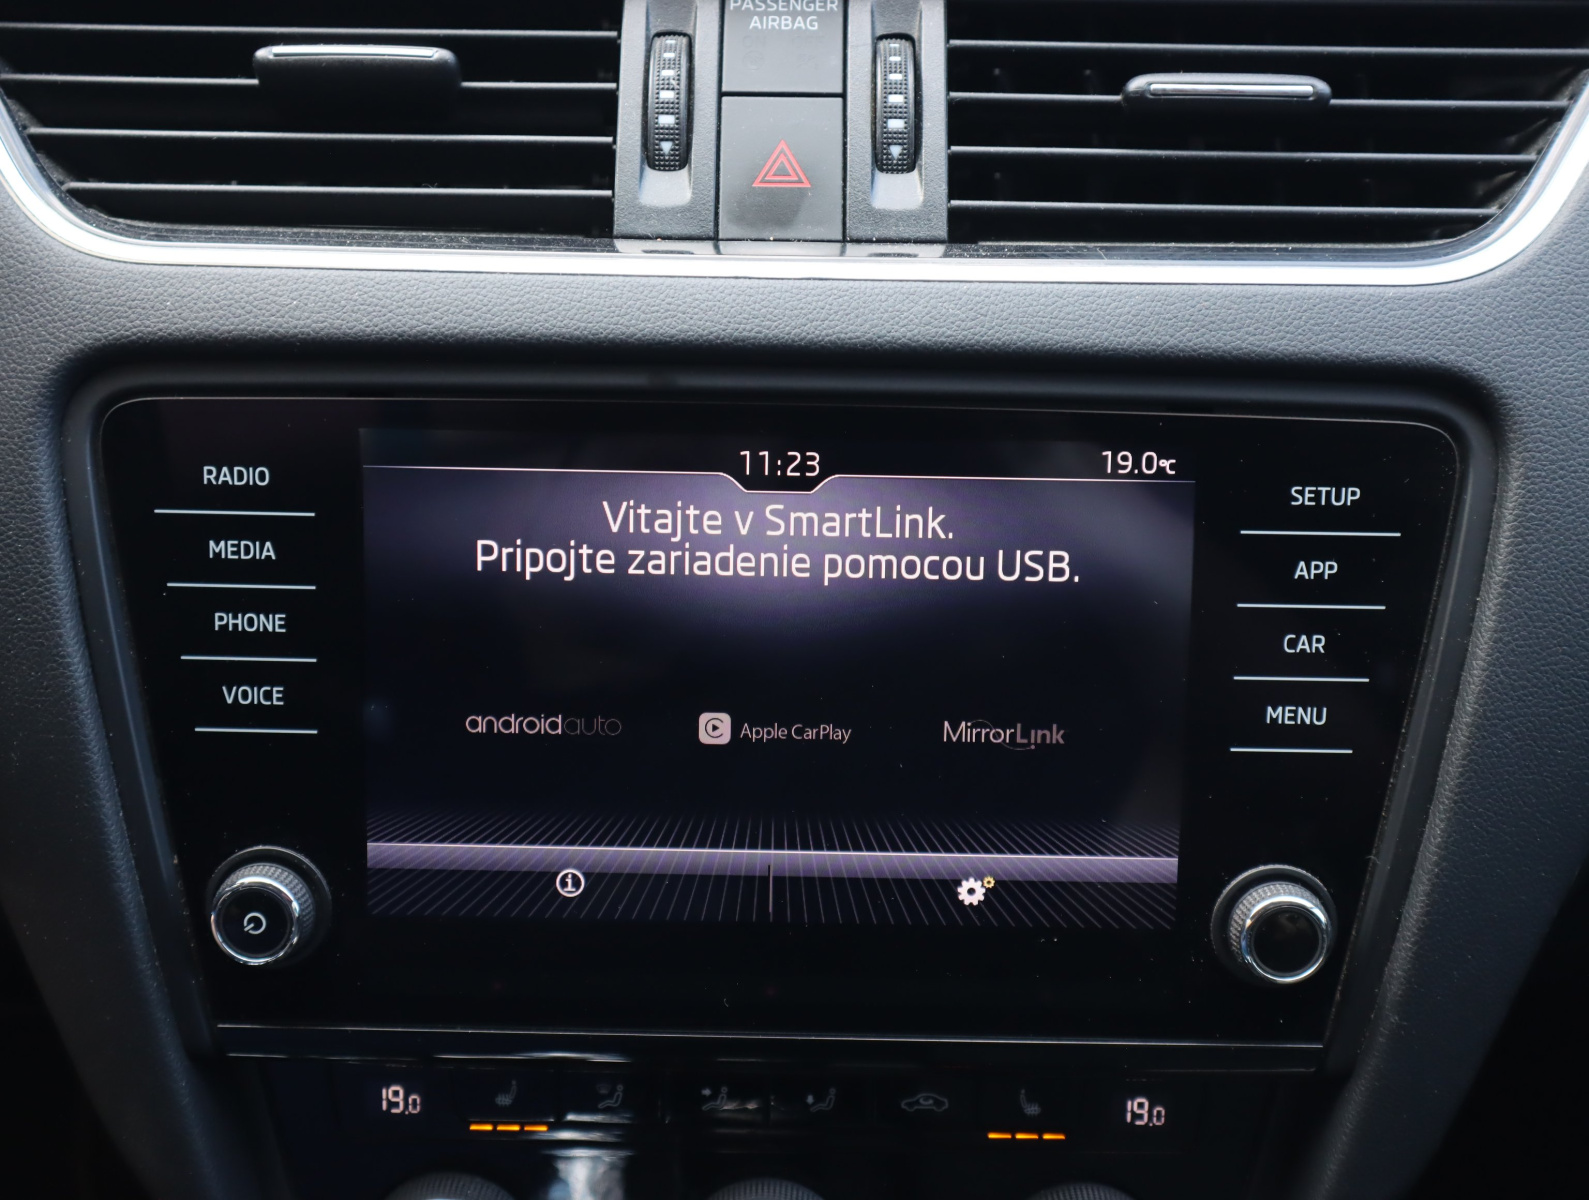 PASSENGER
AIRBAG
11:23
19.0°C
Vitajte v SmartLink.
Pripojte zariadenie pomocou USB.
androidauto
Apple CarPlay
MirrorLink
RADIO
MEDIA
PHONE
VOICE
SETUP
APP
CAR
MENU
19.0
19.0